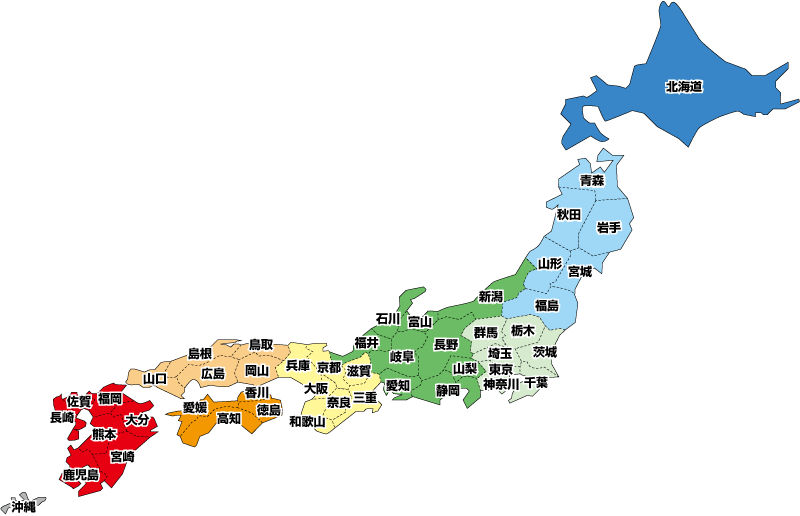 北海道
青森
秋田
岩手
山形
宮城
新潟
福島
石川
富山
群馬
栃木
福井
長野
岐阜
埼玉
茨城
鳥取
島根
兵庫
京都
滋賀
山梨
東京
岡山
広島
山口
愛知
静岡
神奈川
千葉
大阪
奈良
三重
和歌山
香川
愛媛
徳島
高知
佐賀
福岡
長崎
大分
熊本
宮崎
鹿児島
沖縄